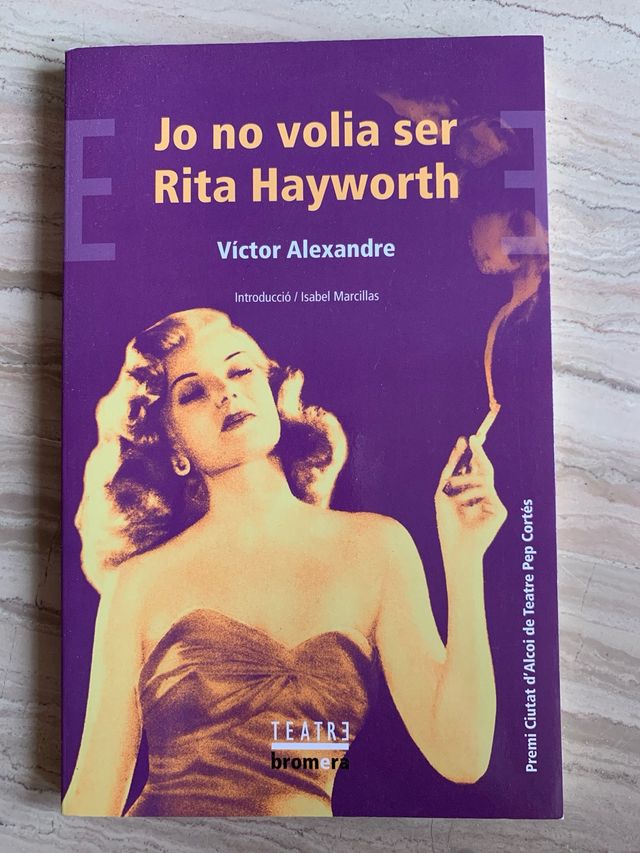 Jo no volia ser
Rita Hayworth
Víctor Alexandre
Introducció / Isabel Marcillas
Premi Ciutat d'Alcoi de Teatre Pep Cortés
TEATRE
bromera